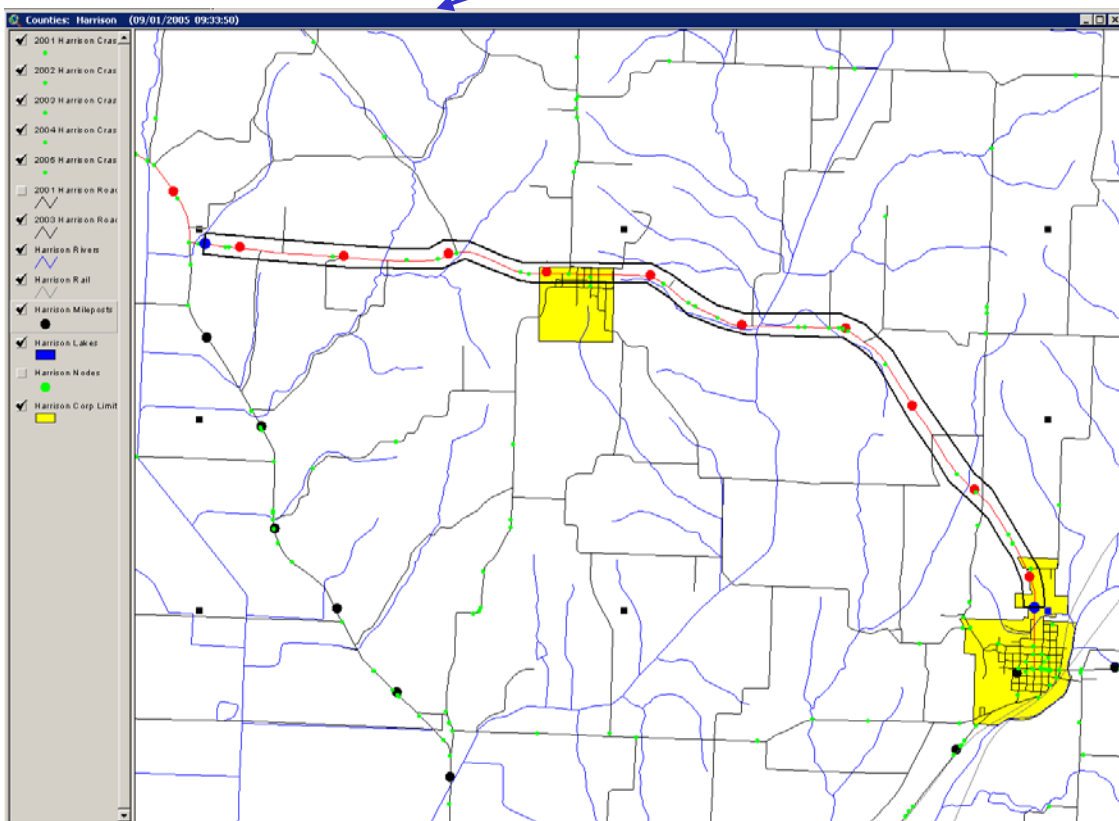 Counties: Harrison (09/01/2005 09:33:50)
2001 Harrison Cras
2002 Harrison Cras
2003 Harrison Cras
2004 Harrison Cras
2005 Harrison Cras
2001 Harrison Road
2003 Harrison Road
Harrison Rivers
Harrison Rail
Harrison Mileposts
Harrison Lakes
Harrison Nodes
Harrison Corp Limit